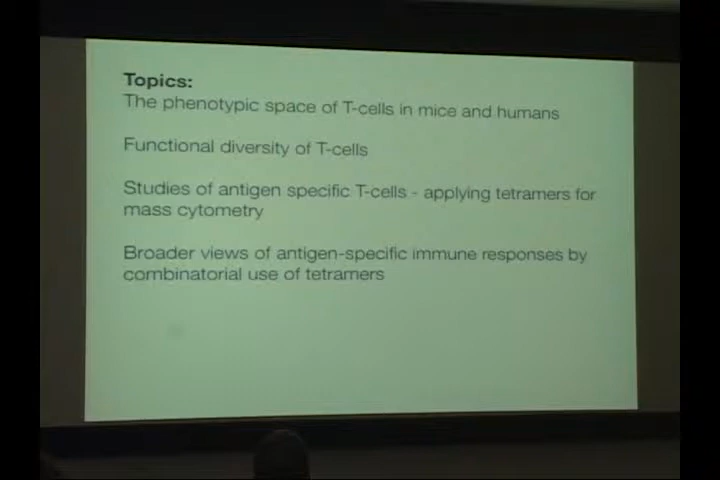 Topics:
The phenotypic space of T-cells in mice and humans
Functional diversity of T-cells
Studies of antigen specific T-cells - applying tetramers for
mass cytometry
Broader views of antigen-specific immune responses by
combinatorial use of tetramers